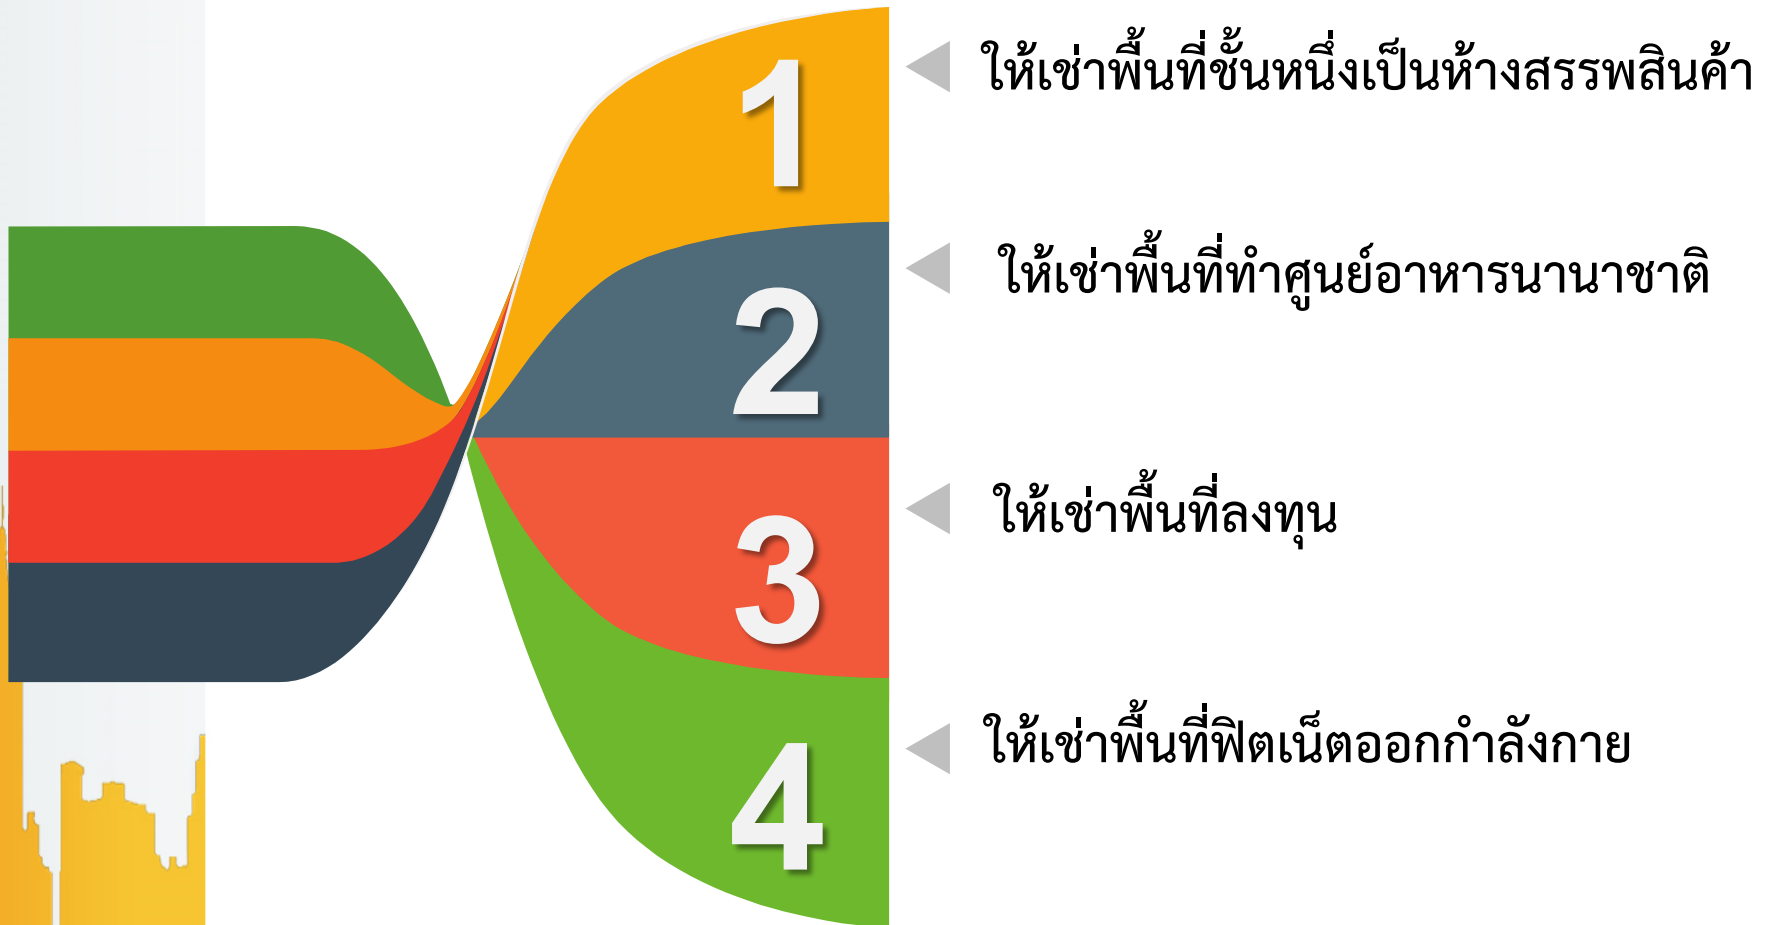 1 ให้เช่าพื้นที่ชั้นหนึ่งเป็นห้างสรรพสินค้า
2 ให้เช่าพื้นที่ทำศูนย์อาหารนานาชาติ
3 ให้เช่าพื้นที่ลงทุน
4 ให้เช่าพื้นที่ฟิตเน็ตออกกำลังกาย